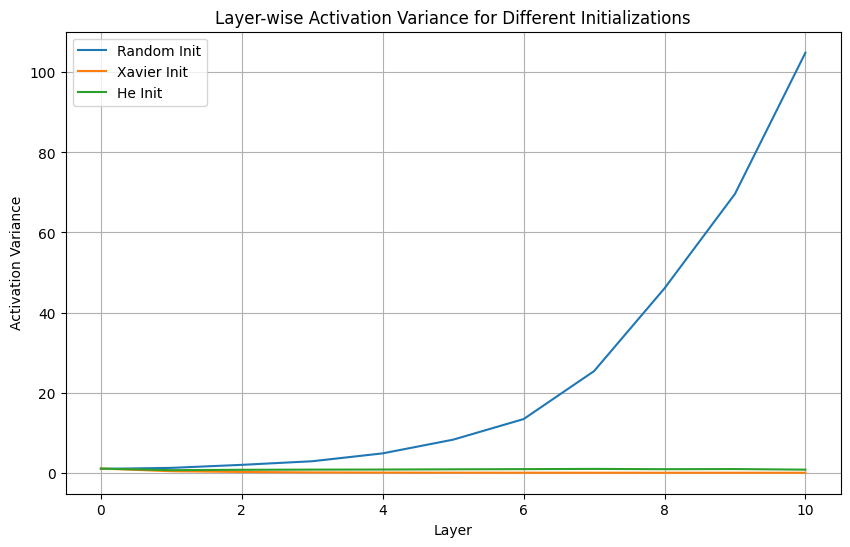 Layer-wise Activation Variance for Different Initializations
Random Init
Xavier Init
He Init
Activation Variance
100
80
60
40
20
0
0 2 4 6 8 10
Layer